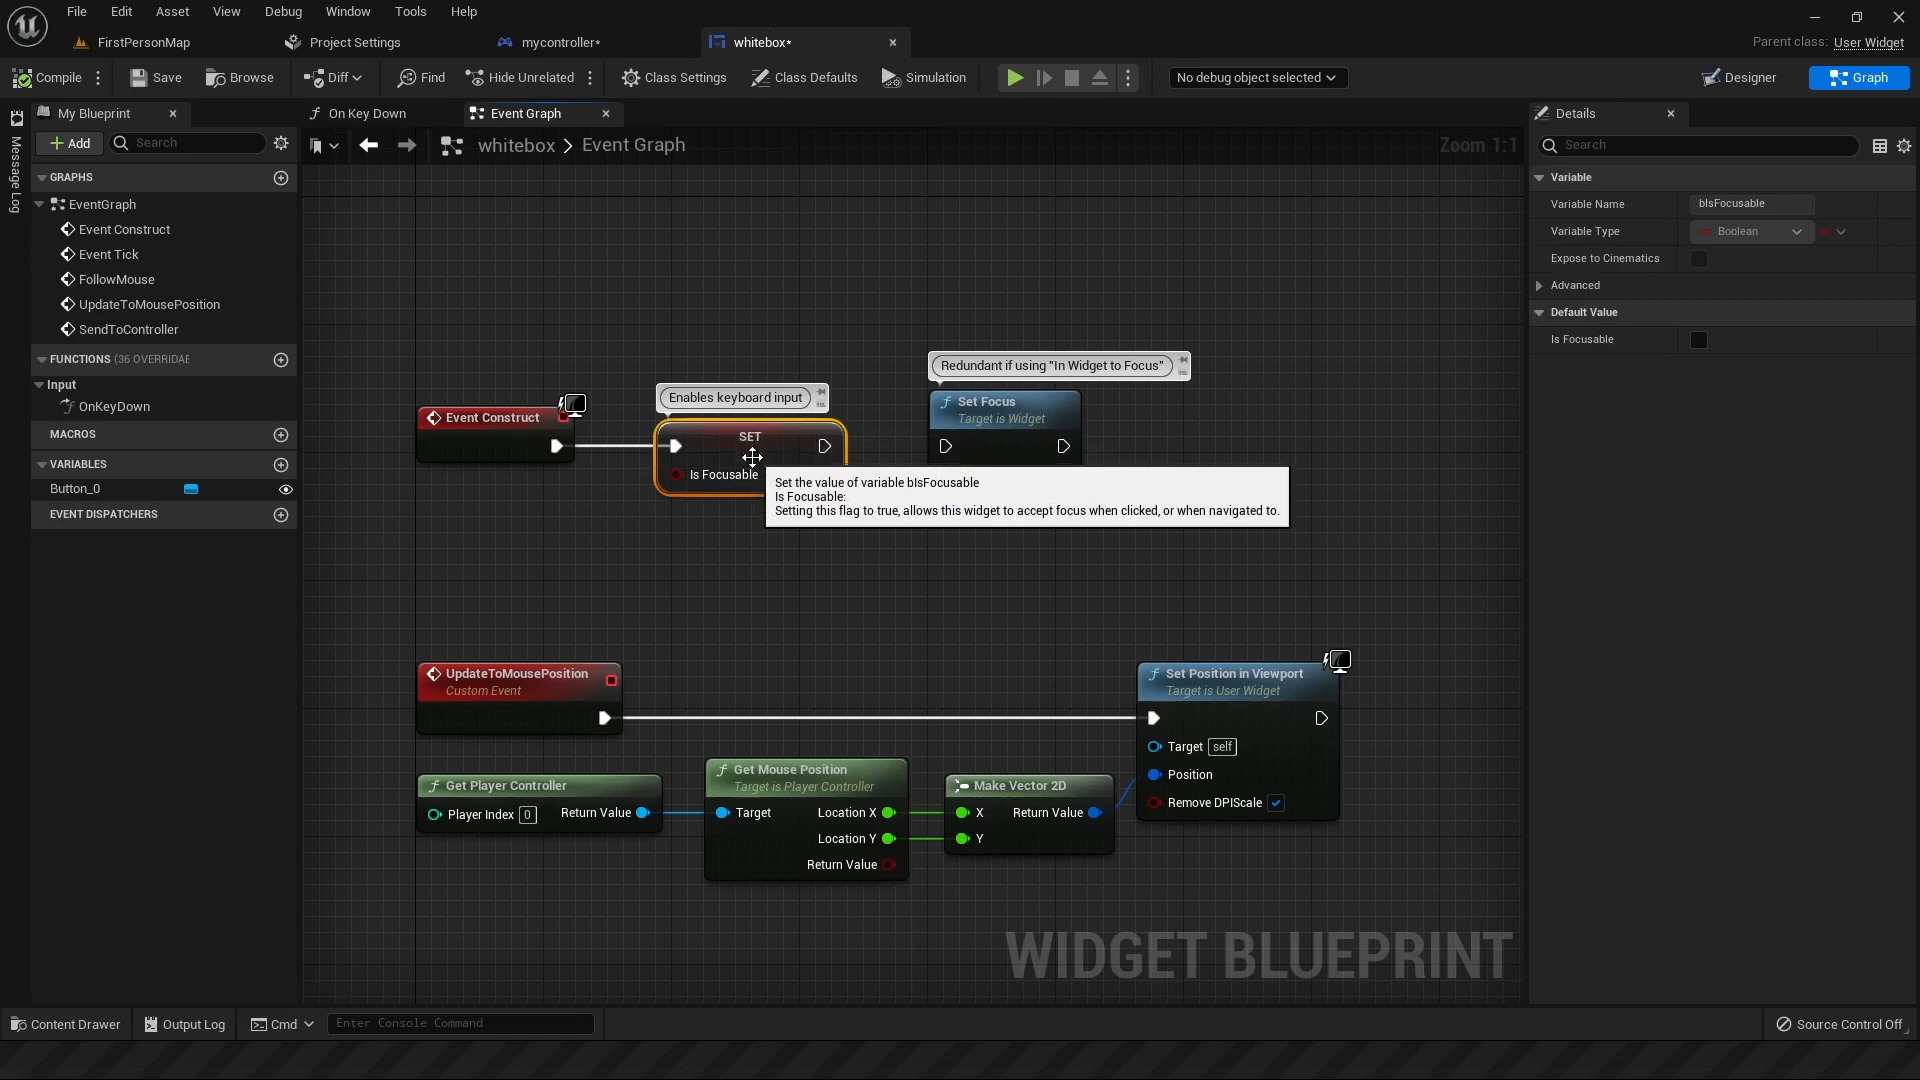 File Edit Asset View Debug Window Tools Help
FirstPersonMap Project Settings mycontroller* whitebox*
Parent class: User Widget
Compile Save Browse Diff Find Hide Unrelated Class Settings Class Defaults Simulation No debug object selected Designer Graph
Message Log
My Blueprint
Add Search
GRAPHS
EventGraph
Event Construct
Event Tick
FollowMouse
UpdateToMousePosition
SendToController
FUNCTIONS (36 OVERRIDAE
Input
OnKeyDown
MACROS
VARIABLES
Button_0
EVENT DISPATCHERS
On Key Down Event Graph
whitebox > Event Graph
Zoom 1:1
Redundant if using "In Widget to Focus"
Enables keyboard input
Event Construct
SET
Is Focusable
Set Focus
Target is Widget
Set the value of variable bIsFocusable
Is Focusable:
Setting this flag to true, allows this widget to accept focus when clicked, or when navigated to.
UpdateToMousePosition
Custom Event
Set Position in Viewport
Target is User Widget
Target self
Position
Remove DPIScale
Get Player Controller
Player Index 0 Return Value
Get Mouse Position
Target is Player Controller
Target Location X
Location Y
Return Value
Make Vector 2D
X Return Value
Y
WIDGET BLUEPRINT
Details
Search
Variable
Variable Name bIsFocusable
Variable Type Boolean
Expose to Cinematics
Advanced
Default Value
Is Focusable
Content Drawer Output Log Cmd Enter Console Command Source Control Off